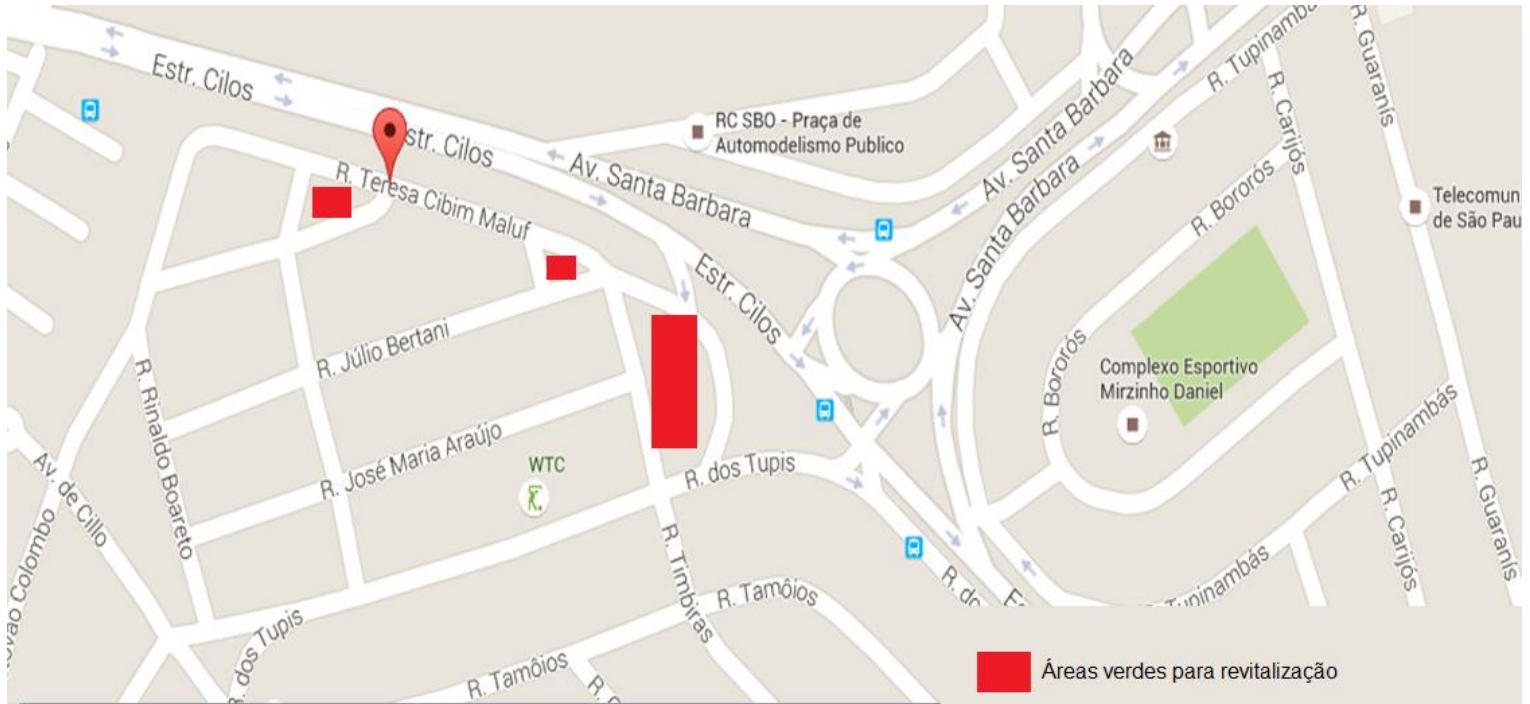 Estr. Cilos
Estr. Cilos
Av. Santa Barbara
RC SBO - Praça de
Automodelismo Publico
Av. Santa Barbara
R. Tupinambá
R. Guaranís
R. Carijós
Telecomun
de São Pau
R. Teresa Cibim Maluf
R. Bororós
Av. Santa Barbara
Estr. Cilos
R. Júlio Bertani
R. Bororós
Complexo Esportivo
Mirzinho Daniel
R. Rinaldo Boareto
R. José Maria Araújo
WTC
R. dos Tupis
R. Tupinambás
Av. de Cillo
Colombo
R. Timbiras
R. Guaranís
R. Carijós
R. Tupinambás
R. do
R. Tamôios
R. dos Tupis
R. Tamôios
Áreas verdes para revitalização